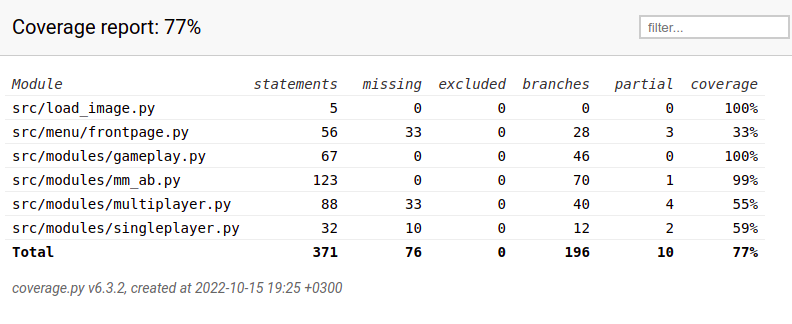 Coverage report: 77%
filter...
Module statements missing excluded branches partial coverage
src/load_image.py 5 0 0 0 0 100%
src/menu/frontpage.py 56 33 0 28 3 33%
src/modules/gameplay.py 67 0 0 46 0 100%
src/modules/mm_ab.py 123 0 0 70 1 99%
src/modules/multiplayer.py 88 33 0 40 4 55%
src/modules/singleplayer.py 32 10 0 12 2 59%
Total 371 76 0 196 10 77%
coverage.py v6.3.2, created at 2022-10-15 19:25 +0300